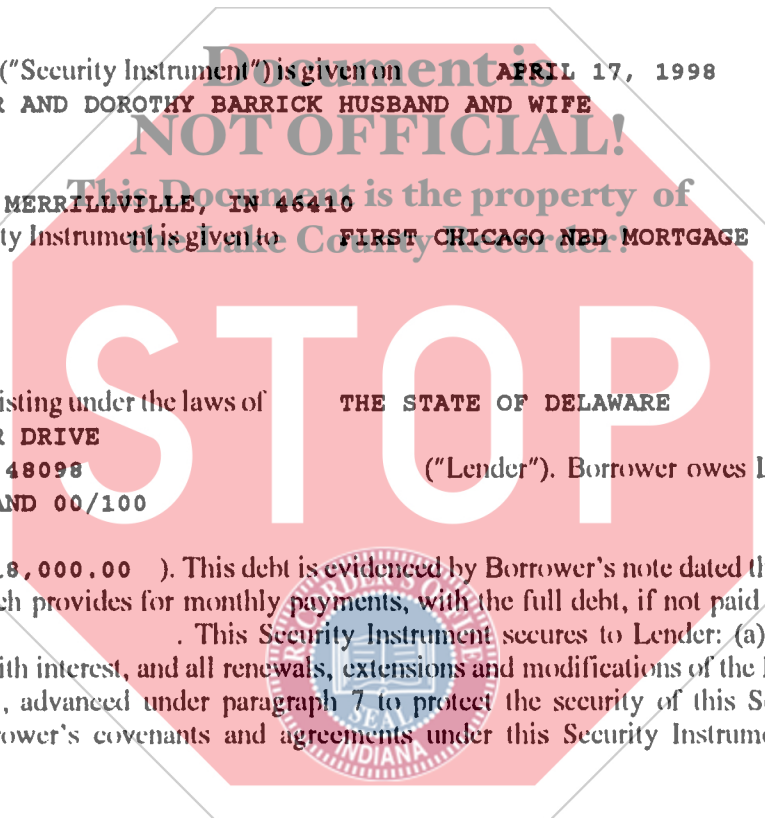 Document is
("Security Instrument") is given on APRIL 17, 1998
R AND DOROTHY BARRICK HUSBAND AND WIFE
NOT OFFICIAL!
This Document is the property of
MERRILLVILLE, IN 46410
ty Instrument is given to FIRST CHICAGO NBD MORTGAGE
the Lake County Recorder!
STOP
isting under the laws of THE STATE OF DELAWARE
R DRIVE
48098 ("Lender"). Borrower owes L
AND 00/100
8,000.00 ). This debt is evidenced by Borrower's note dated th
ch provides for monthly payments, with the full debt, if not paid
. This Security Instrument secures to Lender: (a)
ith interest, and all renewals, extensions and modifications of the
, advanced under paragraph 7 to protect the security of this S
rower's covenants and agreements under this Security Instrume
SEAL
INDIANA